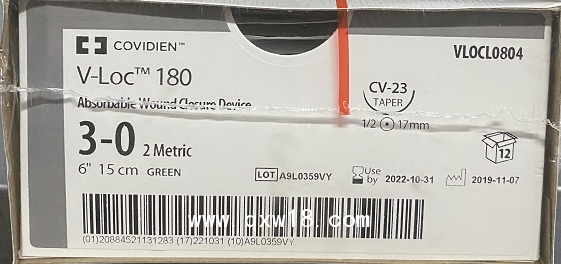 COVIDIEN™
VLOCL0804
V-Loc™ 180
Absorbable Wound Closure Device
CV-23
TAPER
1/2 17mm
3-0 2 Metric
6" 15 cm GREEN
12
LOT A9L0359VY
Use by 2022-10-31
2019-11-07
www.cxw18.com
(01)20884521131283 (17)221031 (10)A9L0359VY